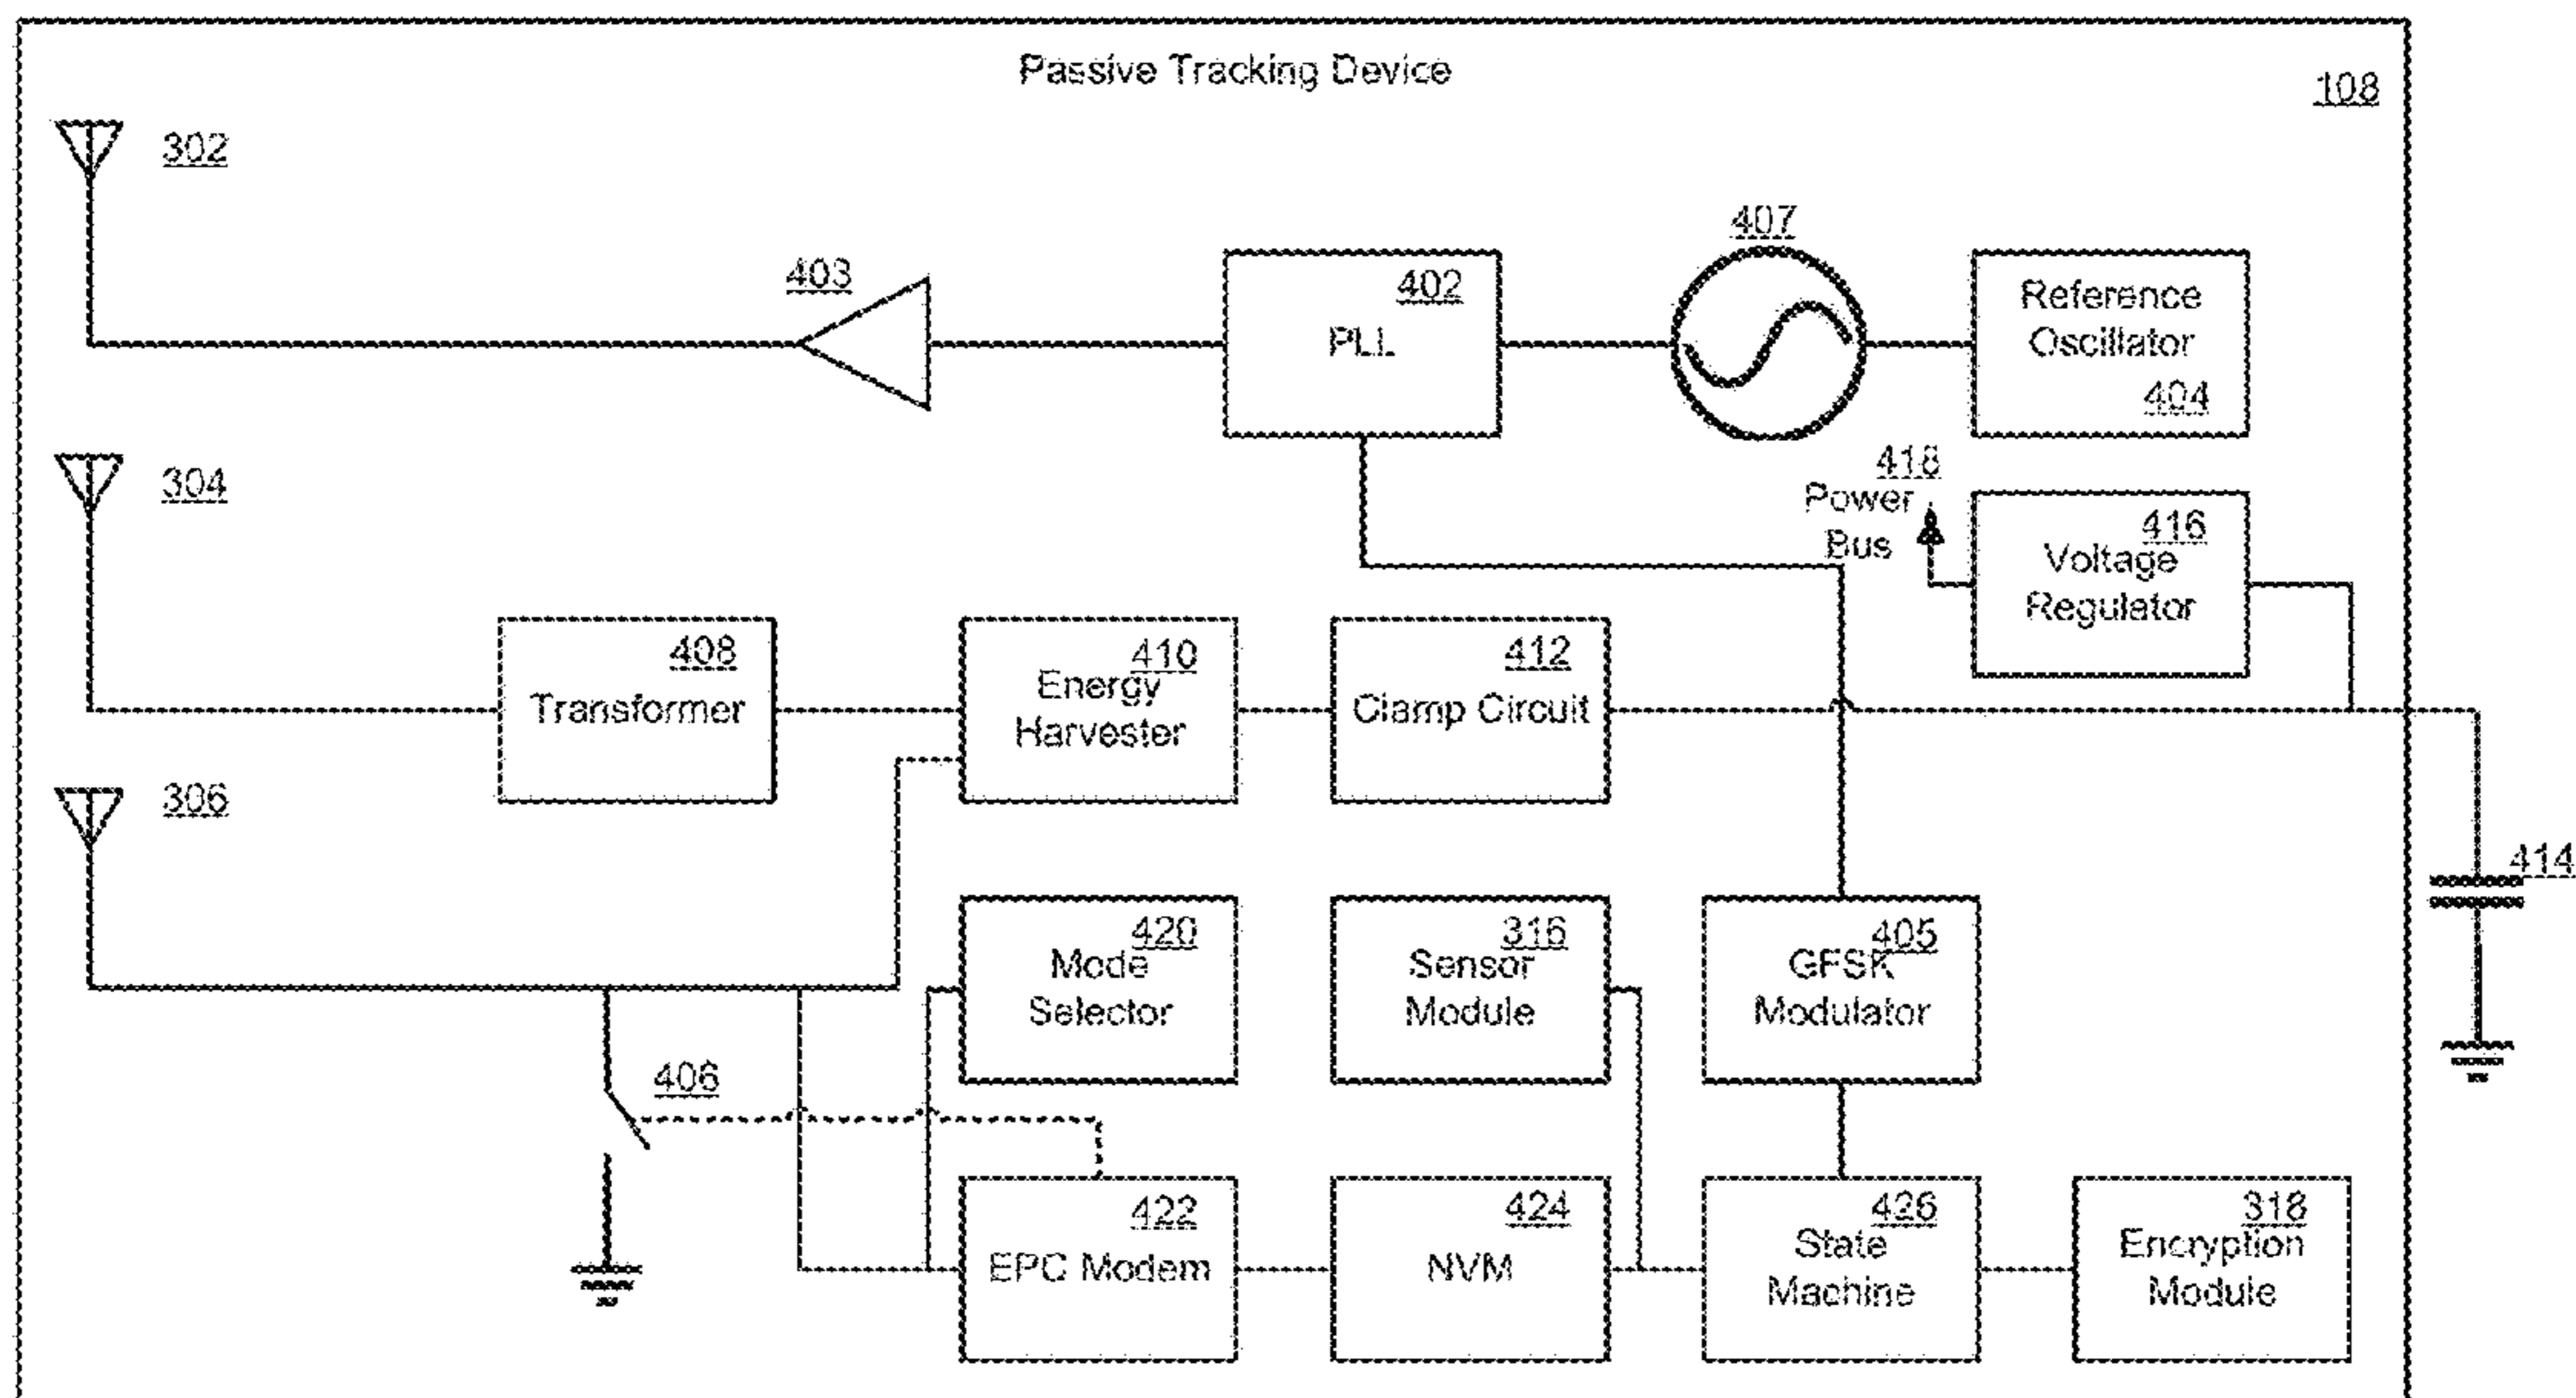 Passive Tracking Device
108
302
403
402
PLL
407
Reference
Oscillator
404
304
418
Power
Bus
416
Voltage
Regulator
408
Transformer
410
Energy
Harvester
412
Clamp Circuit
306
414
420
Mode
Selector
316
Sensor
Module
405
GFSK
Modulator
406
422
EPC Modem
424
NVM
426
State
Machine
318
Encryption
Module